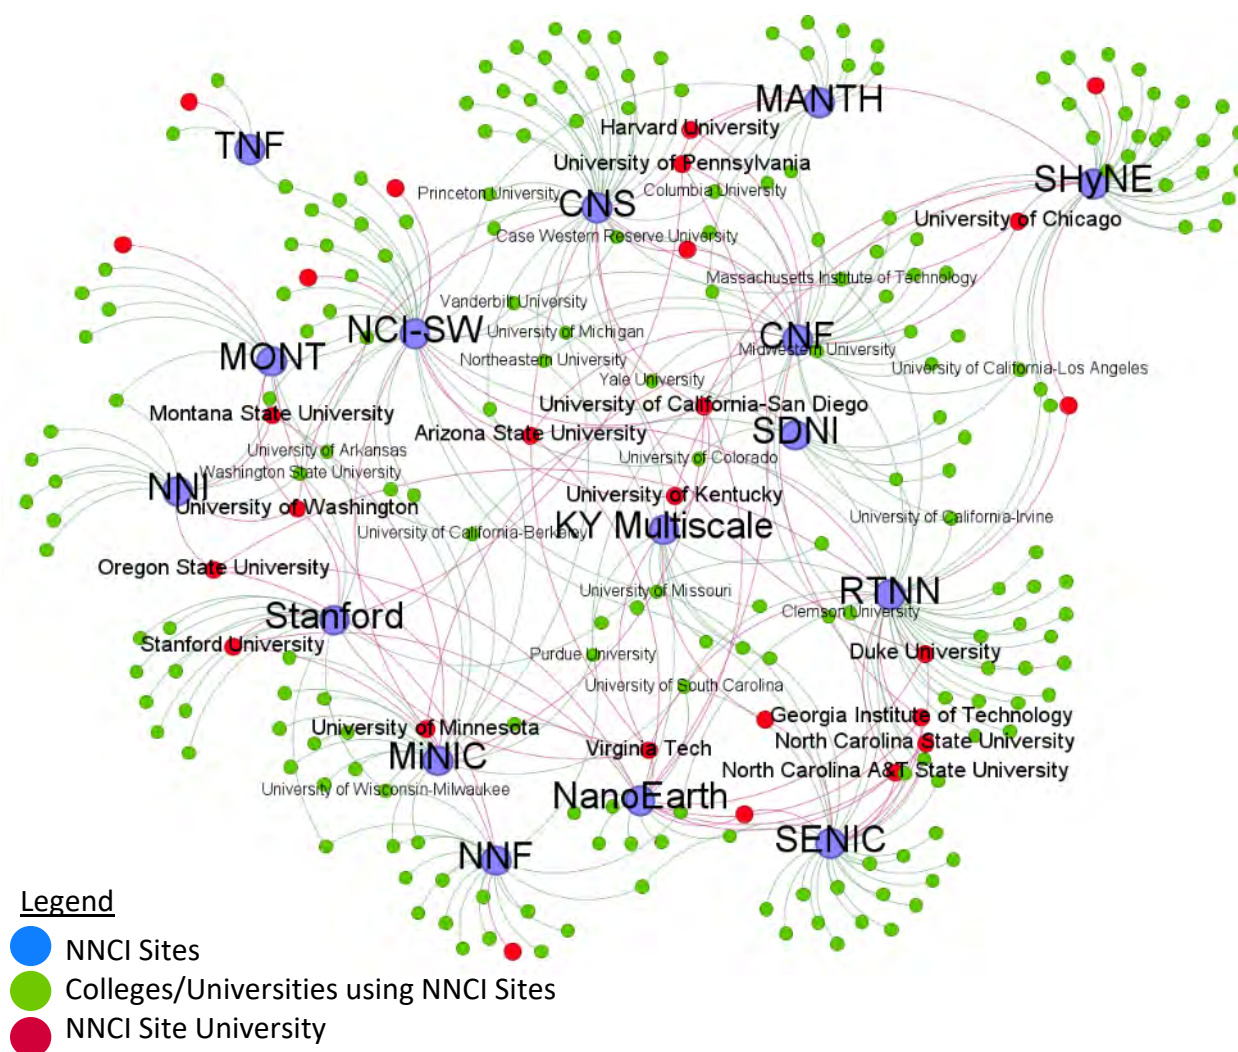 MANTH
Harvard University
TNF
University of Pennsylvania
SHyNE
Princeton University
Columbia University
CNS
University of Chicago
Case Western Reserve University
Massachusetts Institute of Technology
Vanderbilt University
NCI-SW
University of Michigan
CNF
Midwestern University
MONT
Northeastern University
University of California-Los Angeles
Yale University
University of California-San Diego
Montana State University
Arizona State University
SDNI
University of Arkansas
University of Colorado
Washington State University
NNI
University of Kentucky
University of Washington
KY Multiscale
University of California-Berkeley
University of California-Irvine
Oregon State University
University of Missouri
RTNN
Clemson University
Stanford
Stanford University
Purdue University
Duke University
University of South Carolina
Georgia Institute of Technology
University of Minnesota
North Carolina State University
Virginia Tech
MiNIC
North Carolina A&T State University
University of Wisconsin-Milwaukee
NanoEarth
SENIC
NNF
Legend
NNCI Sites
Colleges/Universities using NNCI Sites
NNCI Site University